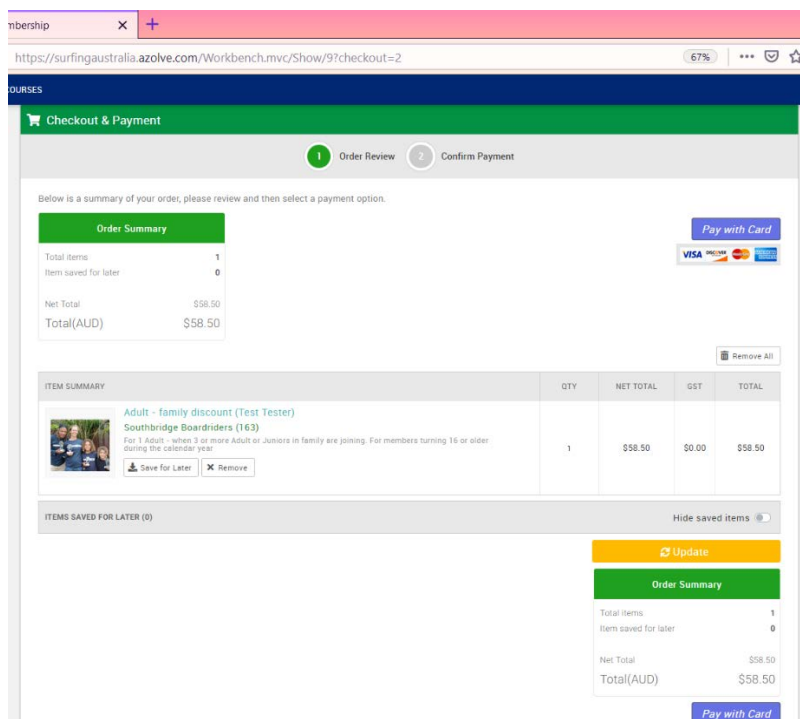 mbership
https://surfingaustralia.azolve.com/Workbench.mvc/Show/9?checkout=2
67%
COURSES
Checkout & Payment
1 Order Review 2 Confirm Payment
Below is a summary of your order, please review and then select a payment option.
Order Summary
Total items 1
Item saved for later 0
Net Total $58.50
Total(AUD) $58.50
Pay with Card
VISA DISCOVER
Remove All
ITEM SUMMARY QTY NET TOTAL GST TOTAL
Adult - family discount (Test Tester)
Southbridge Boardriders (163)
For 1 Adult - when 3 or more Adult or Juniors in family are joining. For members turning 16 or older
during the calendar year
1 $58.50 $0.00 $58.50
Save for Later Remove
ITEMS SAVED FOR LATER (0) Hide saved items
Update
Order Summary
Total items 1
Item saved for later 0
Net Total $58.50
Total(AUD) $58.50
Pay with Card